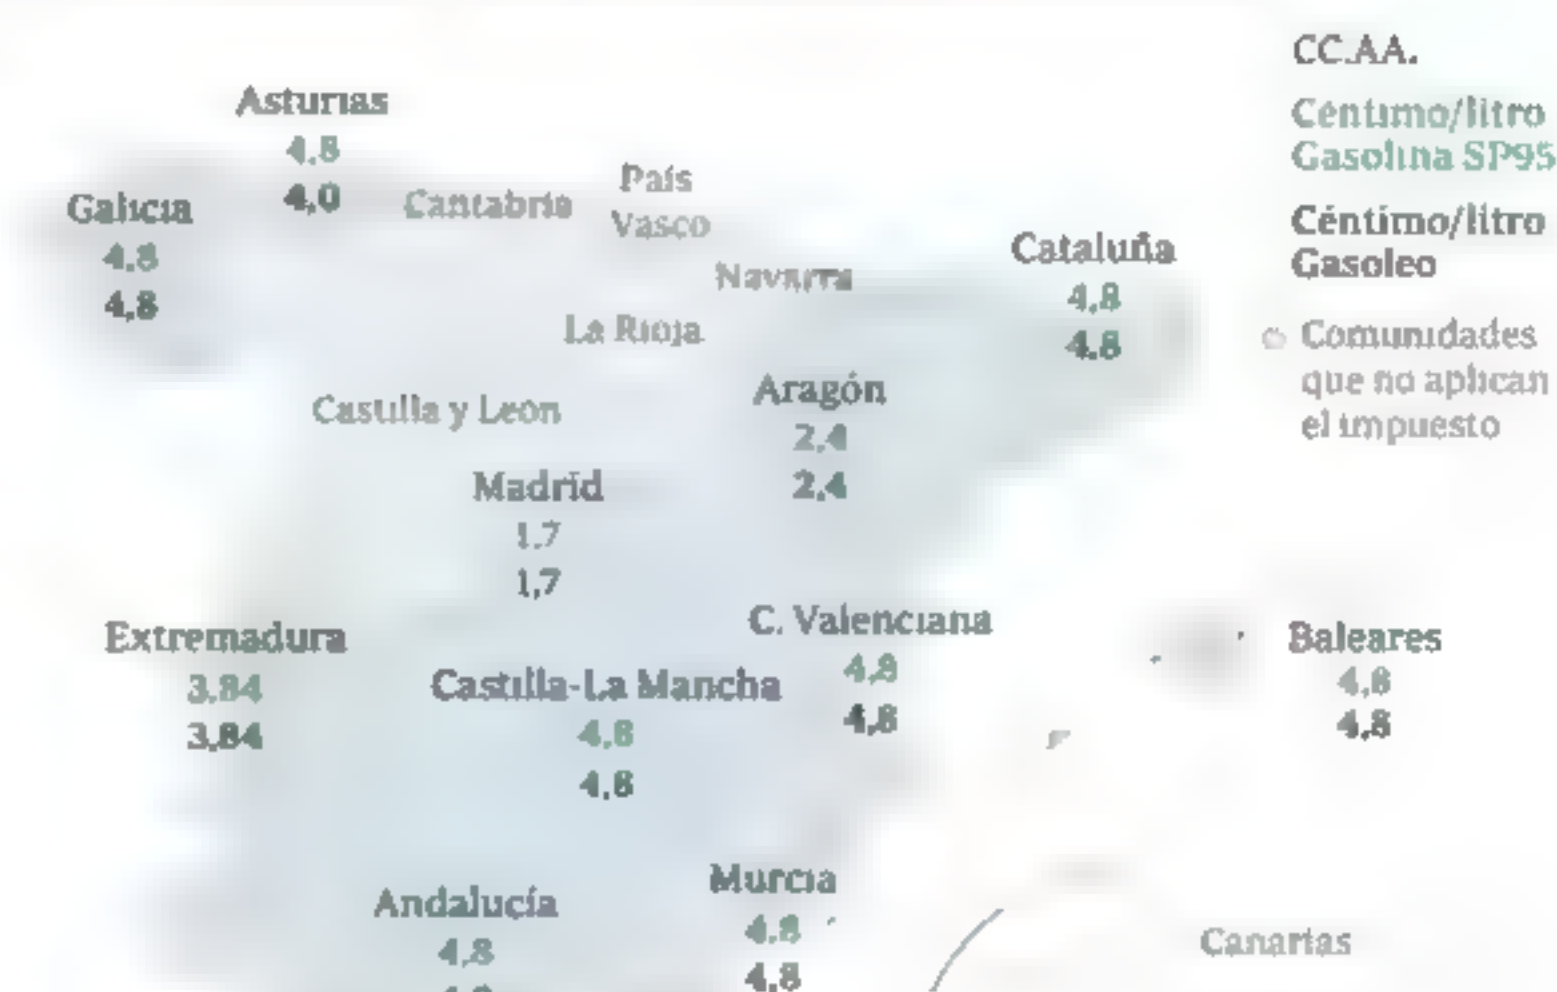 CC.AA.
Céntimo/litro
Gasolina SP95
Céntimo/litro
Gasoleo
Comunidades
que no aplican
el impuesto
Asturias
4,8
4,0
Galicia
4,8
4,8
Cantabria
País
Vasco
Navarra
La Rioja
Cataluña
4,8
4,8
Castilla y León
Aragón
2,4
2,4
Madrid
1,7
1,7
Extremadura
3,84
3,84
Castilla-La Mancha
4,8
4,8
C. Valenciana
4,8
4,8
Baleares
4,8
4,8
Andalucía
4,8
Murcia
4,8
4,8
Canarias